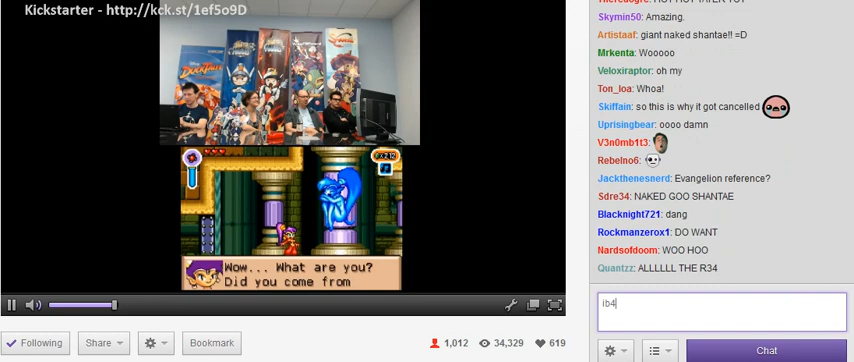 Kickstarter - http://kck.st/1ef5o9D
DUCKTALES
Wow... What are you?
Did you come from
Skymin50: Amazing.
Artistaaf: giant naked shantae!! =D
Mrkenta: Wooooo
Veloxiraptor: oh my
Ton_loa: Whoa!
Skiffain: so this is why it got cancelled
Uprisingbear: oooo damn
V3n0mb1t3:
Rebelno6:
Jackthenesnerd: Evangelion reference?
Sdre34: NAKED GOO SHANTAE
Blacknight721: dang
Rockmanzerox1: DO WANT
Nardsofdoom: WOO HOO
Quantzz: ALLLLLL THE R34
ib4
Following
Share
Bookmark
1,012
34,329
619
Chat